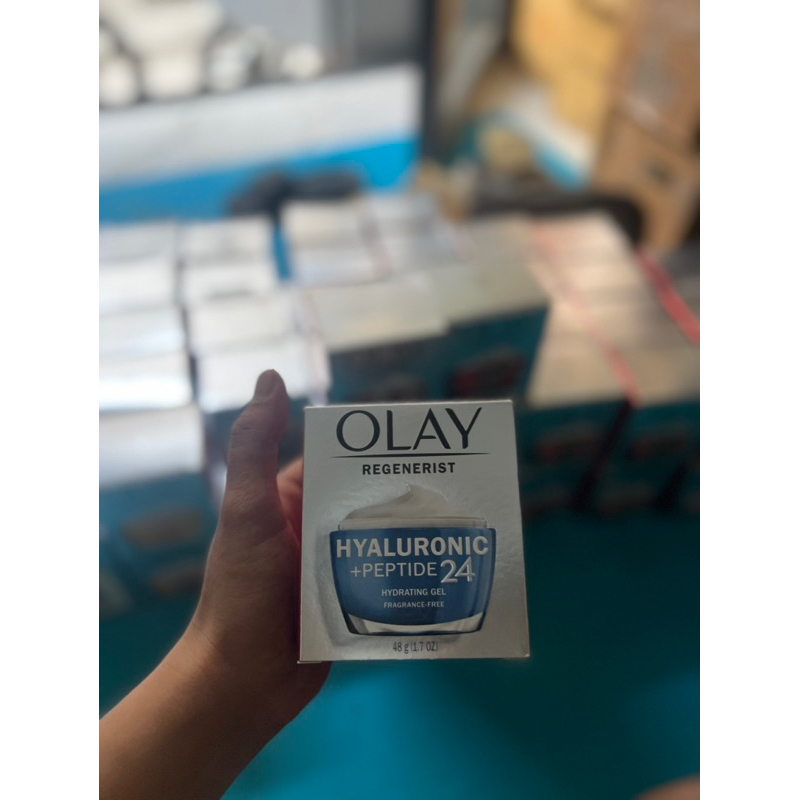 OLAY
REGENERIST
HYALURONIC
+PEPTIDE 24
HYDRATING GEL
FRAGRANCE-FREE
48 g (1.7 OZ)